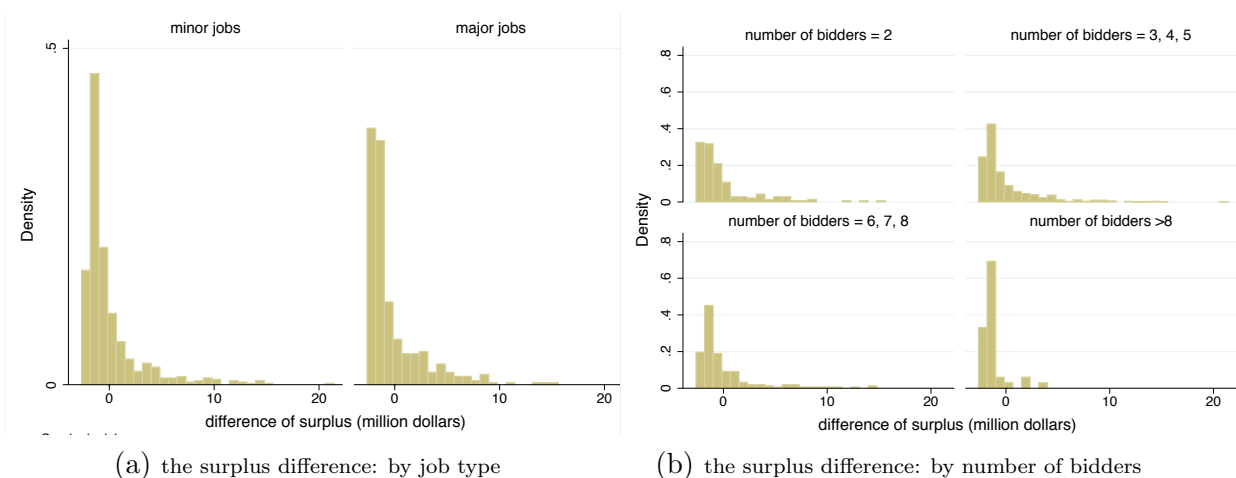 minor jobs
major jobs
.5
0
Density
0
10
20
0
10
20
difference of surplus (million dollars)
(a) the surplus difference: by job type
number of bidders = 2
number of bidders = 3, 4, 5
.8
.6
.4
.2
0
number of bidders = 6, 7, 8
number of bidders >8
.8
.6
.4
.2
0
Density
0
10
20
0
10
20
difference of surplus (million dollars)
(b) the surplus difference: by number of bidders